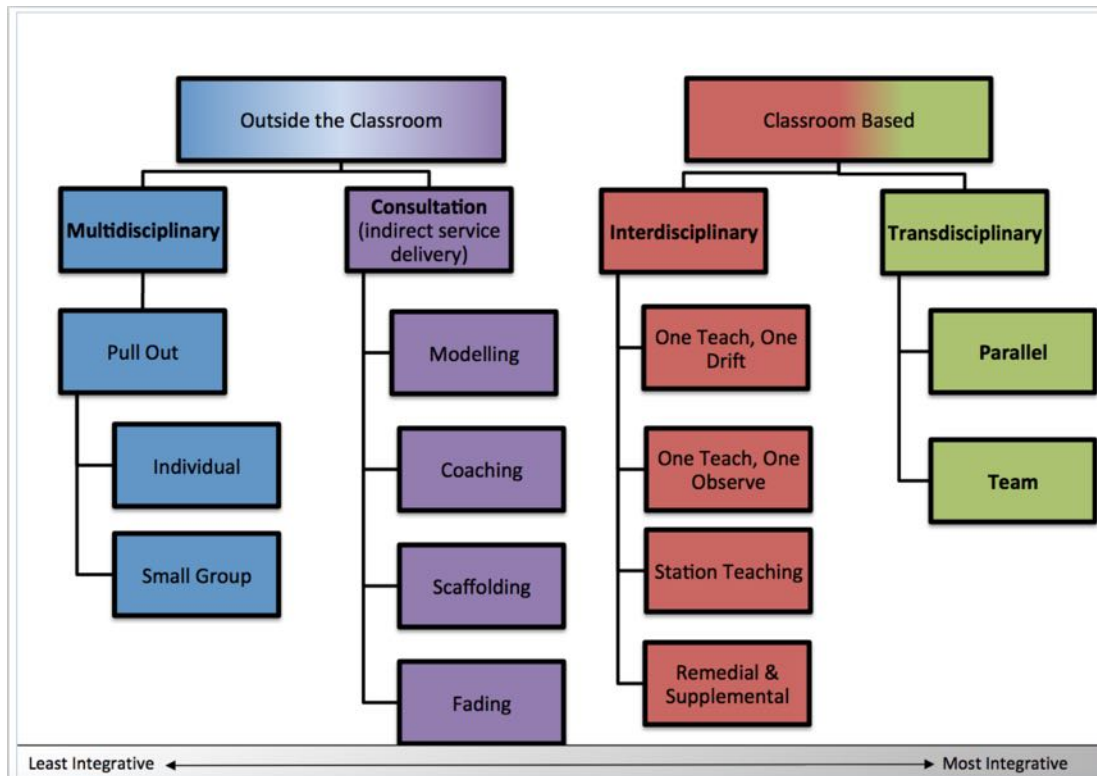 Outside the Classroom
Classroom Based
Multidisciplinary
Consultation
(indirect service
delivery)
Interdisciplinary
Transdisciplinary
Pull Out
Individual
Small Group
Modelling
Coaching
Scaffolding
Fading
One Teach, One
Drift
One Teach, One
Observe
Station Teaching
Remedial &
Supplemental
Parallel
Team
Least Integrative
Most Integrative